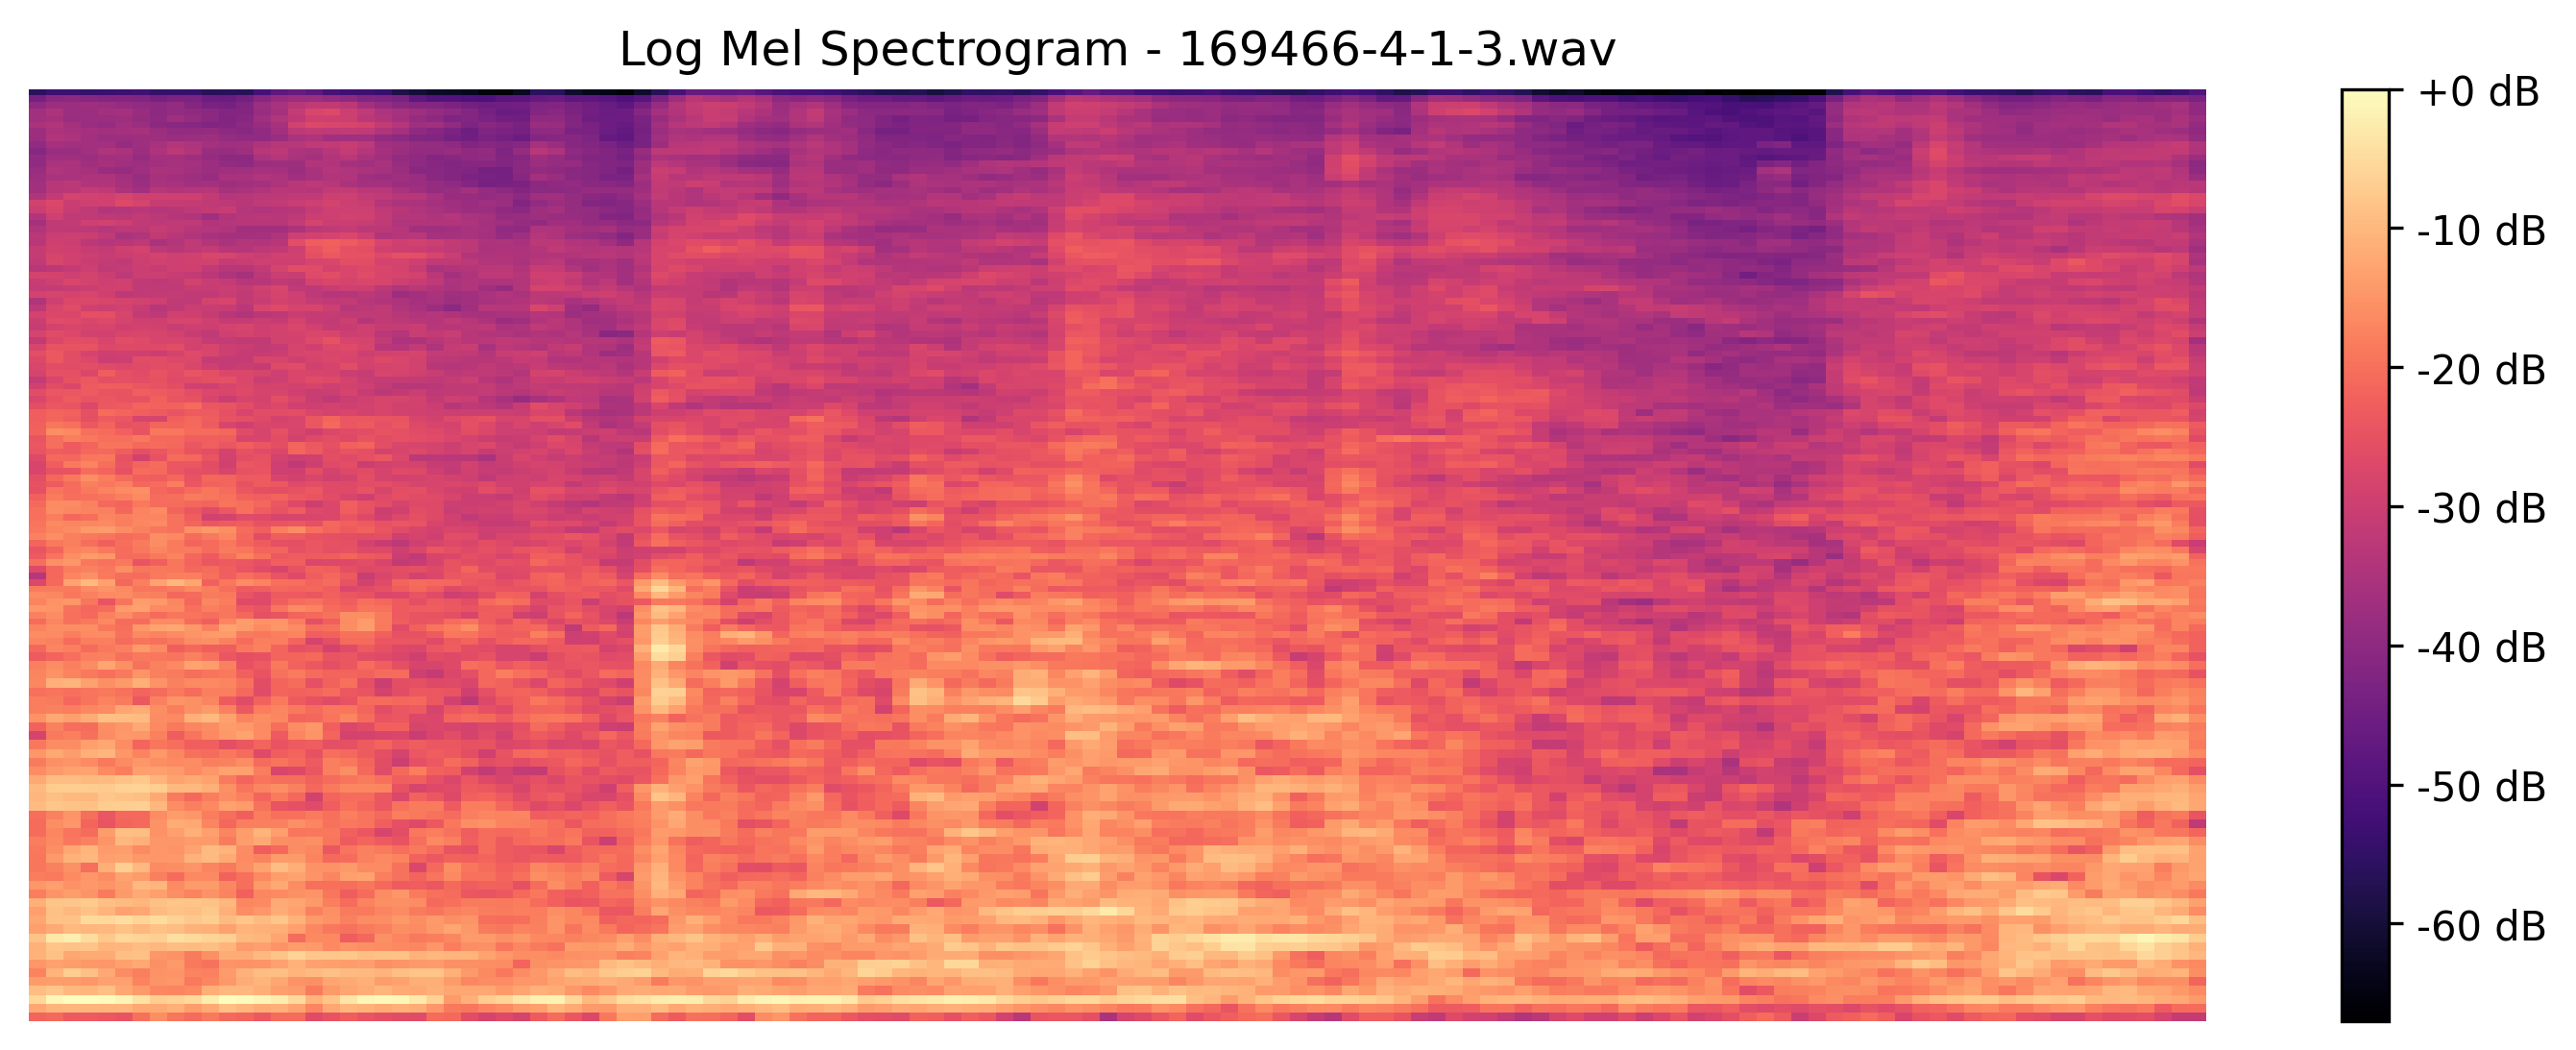 Log Mel Spectrogram - 169466-4-1-3.wav
+0 dB
-10 dB
-20 dB
-30 dB
-40 dB
-50 dB
-60 dB